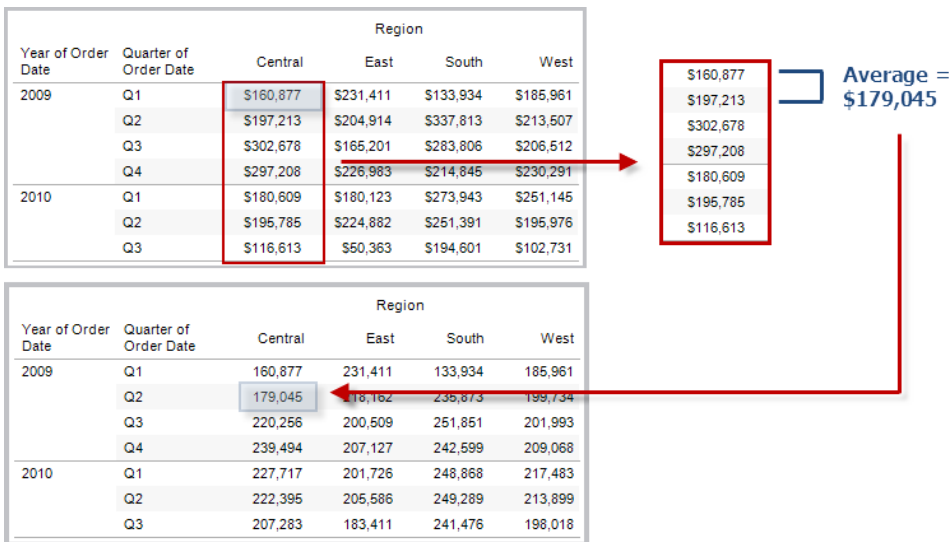 Region
Year of Order Date Quarter of Order Date Central East South West
2009 Q1 $160,877 $231,411 $133,934 $185,961
Q2 $197,213 $204,914 $337,813 $213,507
Q3 $302,678 $165,201 $283,806 $206,512
Q4 $297,208 $226,983 $214,845 $230,291
2010 Q1 $180,609 $180,123 $273,943 $251,145
Q2 $195,785 $224,882 $251,391 $195,976
Q3 $116,613 $50,363 $194,601 $102,731
$160,877
$197,213
$302,678
$297,208
$180,609
$195,785
$116,613
Average =
$179,045
Region
Year of Order Date Quarter of Order Date Central East South West
2009 Q1 160,877 231,411 133,934 185,961
Q2 179,045 218,162 235,873 199,734
Q3 220,256 200,509 251,851 201,993
Q4 239,494 207,127 242,599 209,068
2010 Q1 227,717 201,726 248,868 217,483
Q2 222,395 205,586 249,289 213,899
Q3 207,283 183,411 241,476 198,018